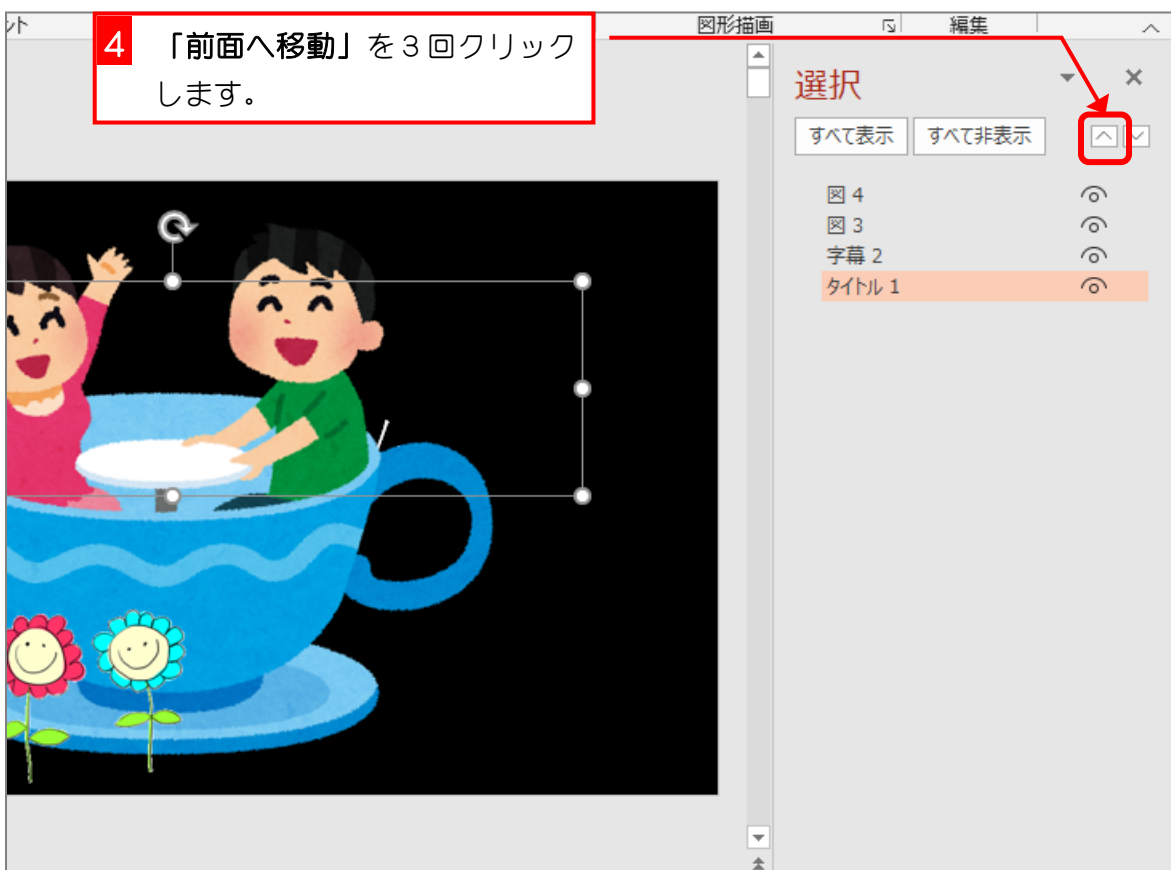 図形描画 編集
4 「前面へ移動」を３回クリック
します。
選択
すべて表示 すべて非表示
図 4
図 3
字幕 2
タイトル 1